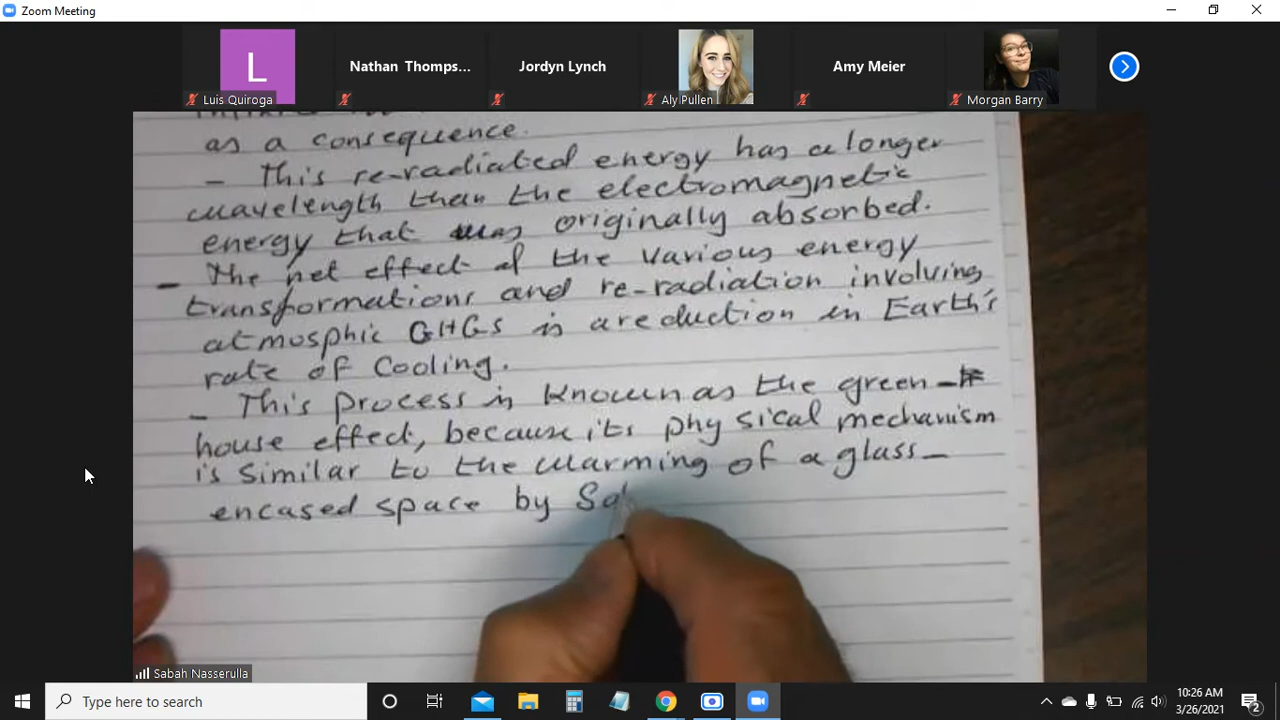 Zoom Meeting
L
Nathan Thomps...
Jordyn Lynch
Amy Meier
Luis Quiroga
Aly Pullen
Morgan Barry
as a consequence.
- This re-radiated energy has a longer
wavelength than the electromagnetic
energy that was originally absorbed.
- The net effect of the various energy
transformations and re-radiation involving
atmosphic GHGs is a reduction in Earth's
rate of Cooling.
- This process is known as the green-
house effect, because its physical mechanism
is similar to the warming of a glass-
encased space by So
Sabah Nasserulla
Type here to search
10:26 AM
3/26/2021
2